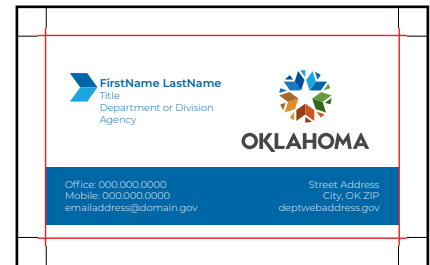 FirstName LastName
Title
Department or Division
Agency
OKLAHOMA
Office: 000.000.0000
Mobile: 000.000.0000
emailaddress@domain.gov
Street Address
City, OK ZIP
deptwebaddress.gov